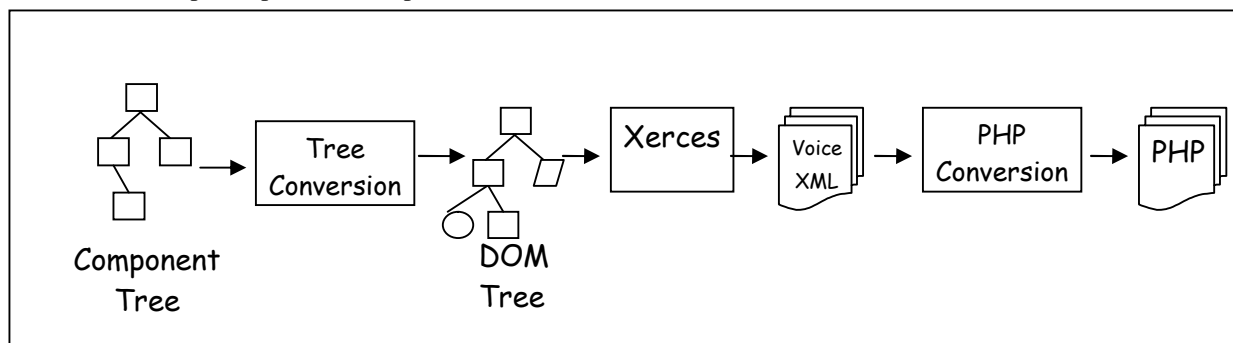 Component
Tree
Tree
Conversion
DOM
Tree
Xerces
Voice
XML
PHP
Conversion
PHP